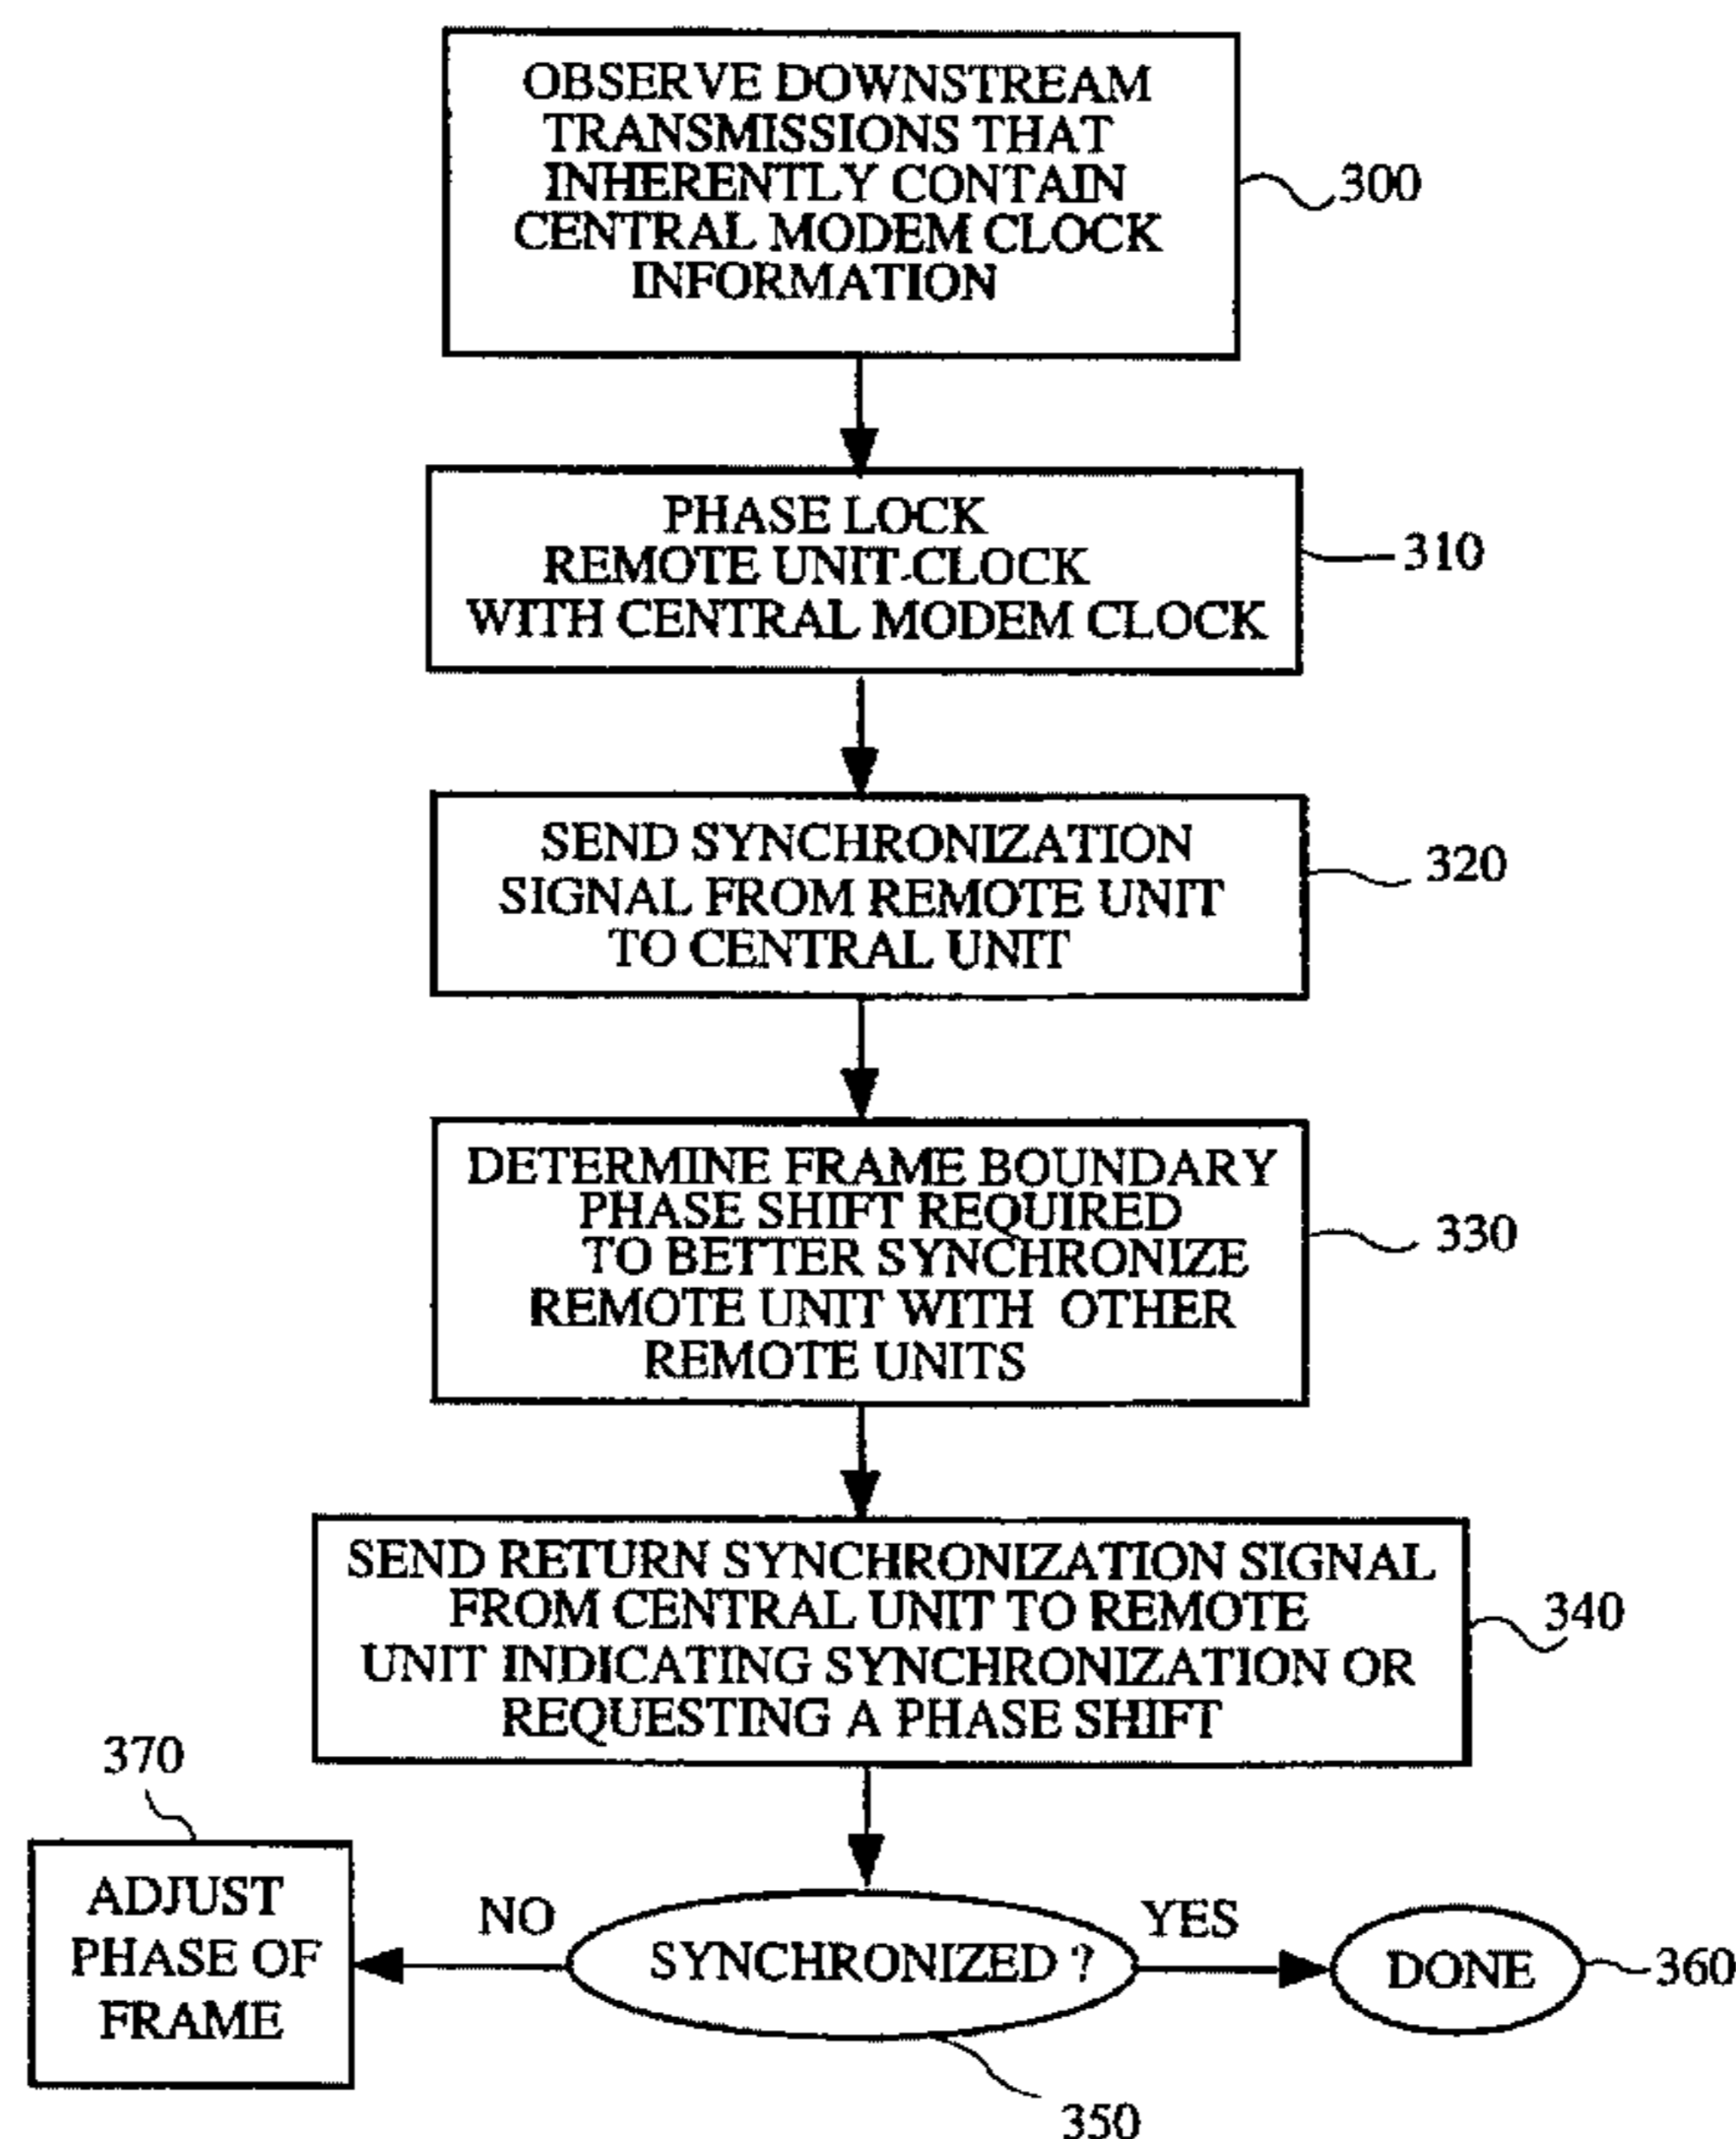 OBSERVE DOWNSTREAM
TRANSMISSIONS THAT
INHERENTLY CONTAIN
CENTRAL MODEM CLOCK
INFORMATION
300
PHASE LOCK
REMOTE UNIT CLOCK
WITH CENTRAL MODEM CLOCK
310
SEND SYNCHRONIZATION
SIGNAL FROM REMOTE UNIT
TO CENTRAL UNIT
320
DETERMINE FRAME BOUNDARY
PHASE SHIFT REQUIRED
TO BETTER SYNCHRONIZE
REMOTE UNIT WITH OTHER
REMOTE UNITS
330
SEND RETURN SYNCHRONIZATION SIGNAL
FROM CENTRAL UNIT TO REMOTE
UNIT INDICATING SYNCHRONIZATION OR
REQUESTING A PHASE SHIFT
340
370
ADJUST
PHASE OF
FRAME
NO
SYNCHRONIZED ?
YES
DONE
360
350